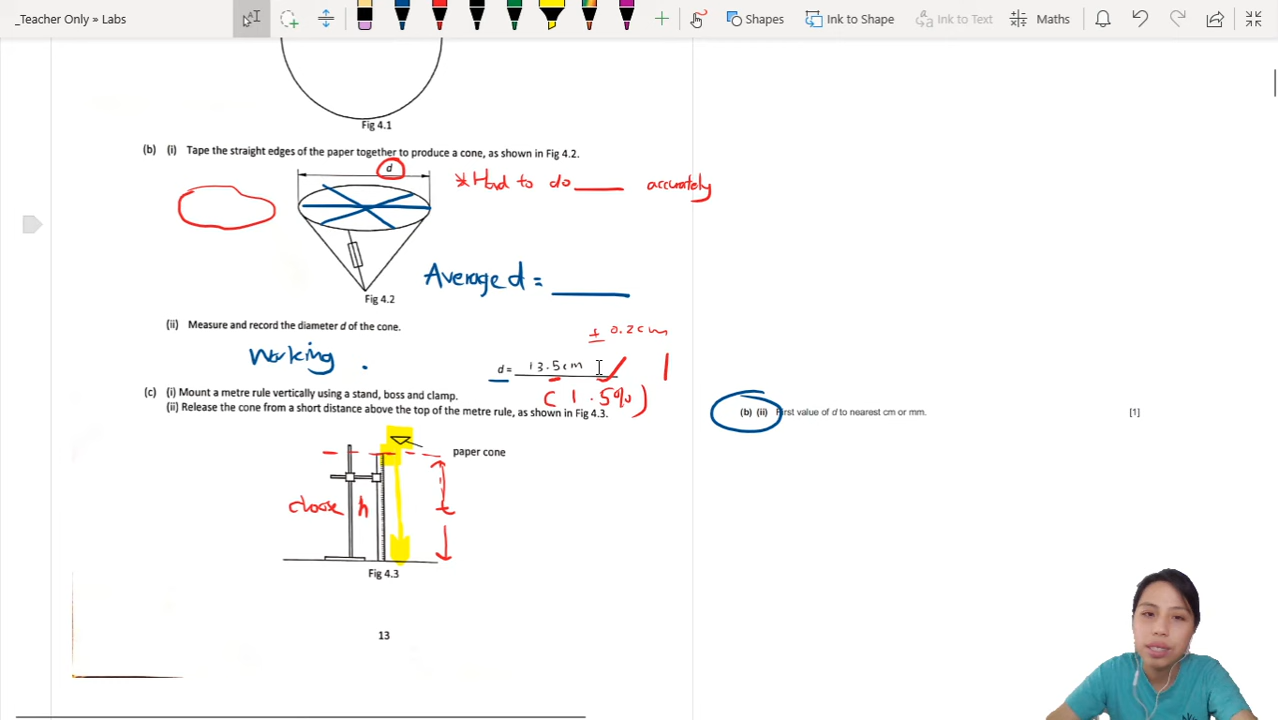 _Teacher Only » Labs
Shapes
Ink to Shape
Ink to Text
Maths
Fig 4.1
(b) (i) Tape the straight edges of the paper together to produce a cone, as shown in Fig 4.2.
d
*Hard to do ____ accurately
Average d = ____
Fig 4.2
(ii) Measure and record the diameter d of the cone.
± 0.2cm
Working .
d = 13.5cm
(1.5%)
(c) (i) Mount a metre rule vertically using a stand, boss and clamp.
(ii) Release the cone from a short distance above the top of the metre rule, as shown in Fig 4.3.
(b) (ii) First value of d to nearest cm or mm. [1]
paper cone
choose h
t
Fig 4.3
13